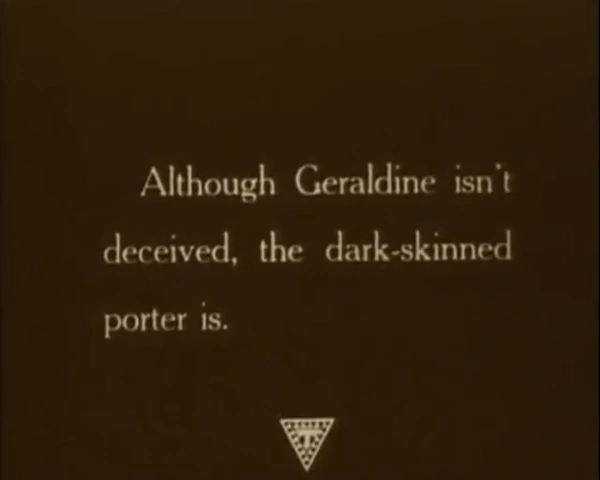 Although Geraldine isn't
deceived, the dark-skinned
porter is.
T